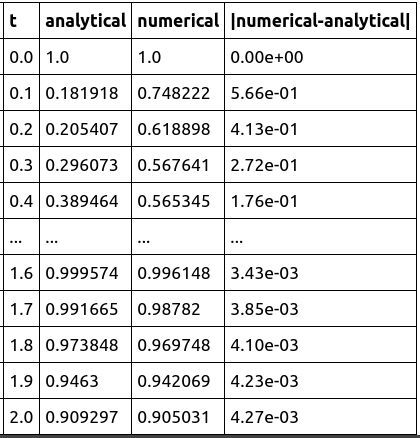 t analytical numerical |numerical-analytical|
0.0 1.0 1.0 0.00e+00
0.1 0.181918 0.748222 5.66e-01
0.2 0.205407 0.618898 4.13e-01
0.3 0.296073 0.567641 2.72e-01
0.4 0.389464 0.565345 1.76e-01
... ... ... ...
1.6 0.999574 0.996148 3.43e-03
1.7 0.991665 0.98782 3.85e-03
1.8 0.973848 0.969748 4.10e-03
1.9 0.9463 0.942069 4.23e-03
2.0 0.909297 0.905031 4.27e-03